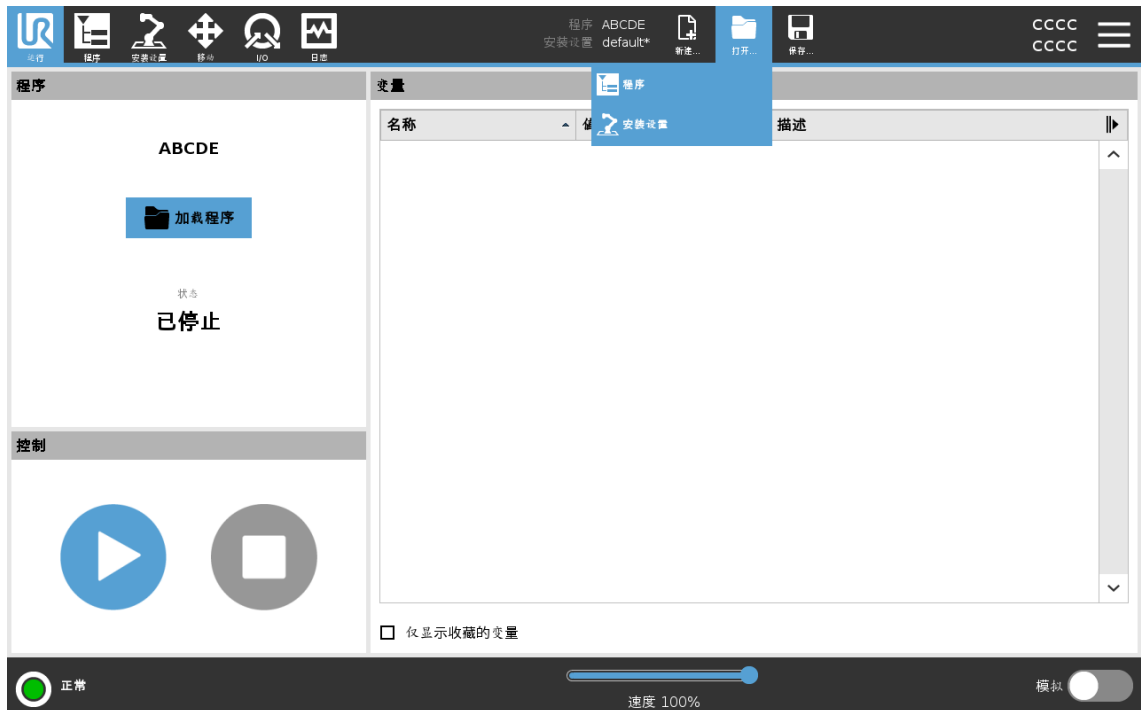 UR
运行
程序
安装设置
移动
I/O
日志
程序 ABCDE
安装设置 default*
新建...
打开...
保存...
CCCC
CCCC
程序
安装设置
程序
ABCDE
加载程序
状态
已停止
控制
变量
名称
描述
仅显示收藏的变量
正常
速度 100%
模拟